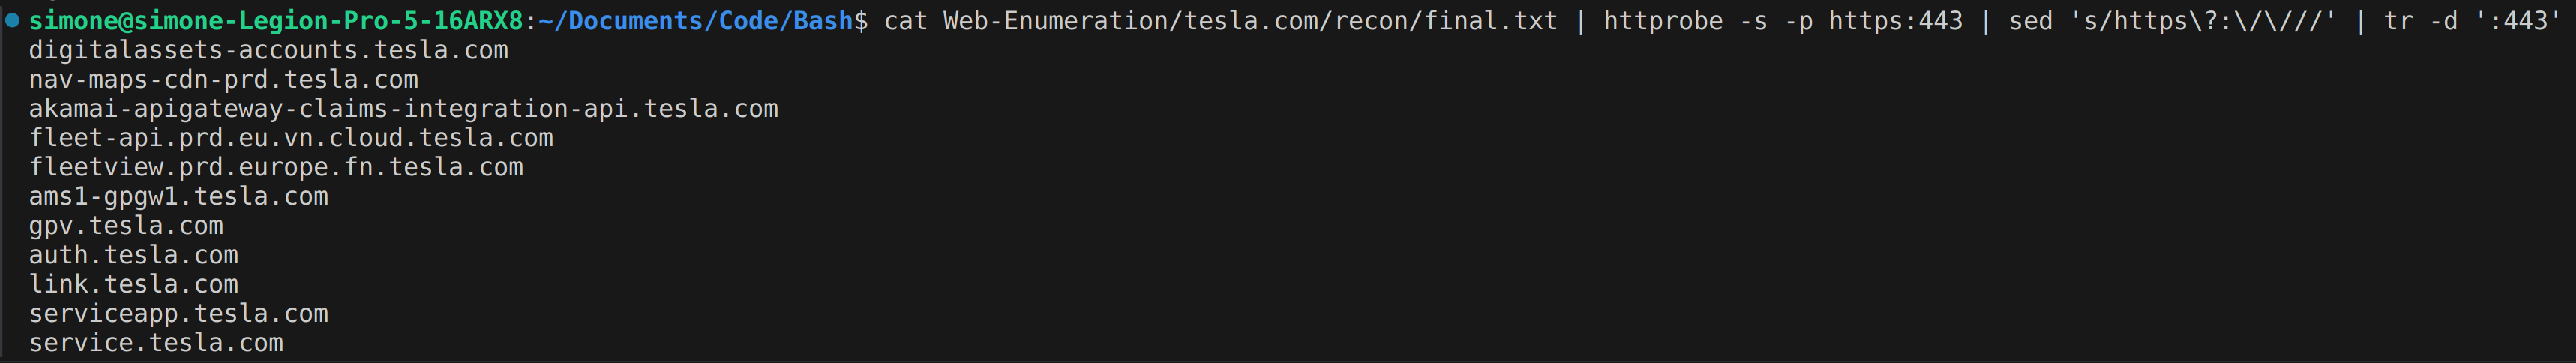 simone@simone-Legion-Pro-5-16ARX8:~/Documents/Code/Bash$ cat Web-Enumeration/tesla.com/recon/final.txt | httprobe -s -p https:443 | sed 's/https\?:\/\///' | tr -d ':443'
digitalassets-accounts.tesla.com
nav-maps-cdn-prd.tesla.com
akamai-apigateway-claims-integration-api.tesla.com
fleet-api.prd.eu.vn.cloud.tesla.com
fleetview.prd.europe.fn.tesla.com
ams1-gpgw1.tesla.com
gpv.tesla.com
auth.tesla.com
link.tesla.com
serviceapp.tesla.com
service.tesla.com